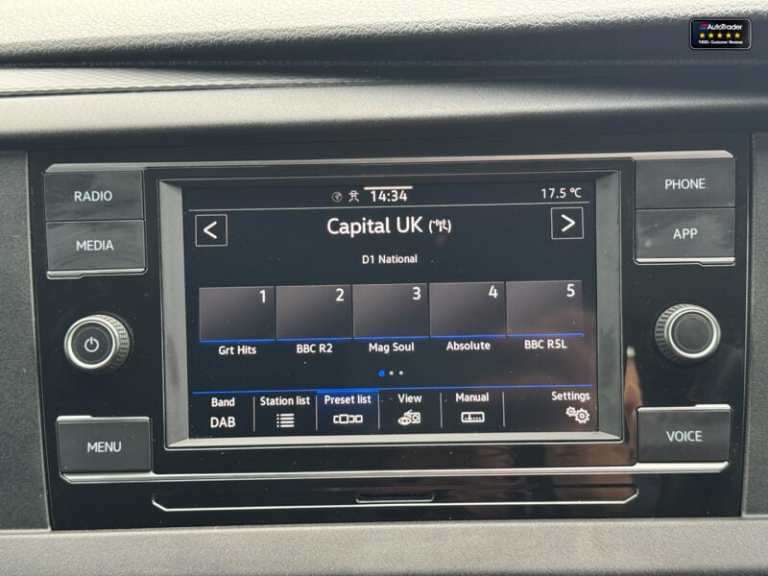 AutoTrader
RADIO
MEDIA
MENU
PHONE
APP
VOICE
14:34
17.5 °C
<
Capital UK
>
D1 National
1 2 3 4 5
Grt Hits BBC R2 Mag Soul Absolute BBC R5L
Band Station list Preset list View Manual Settings
DAB